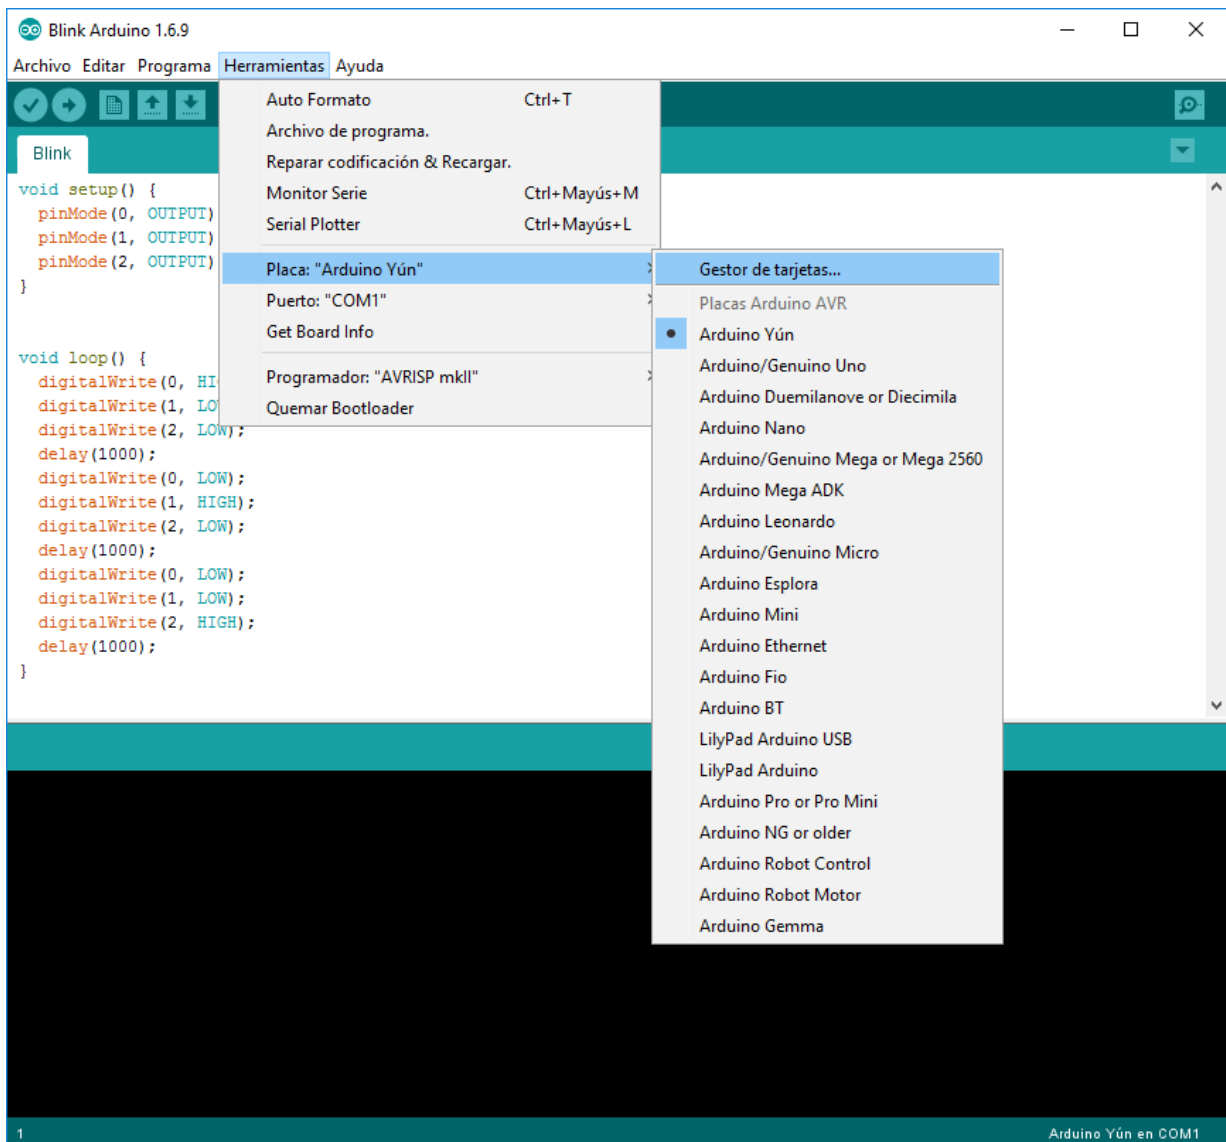 Blink Arduino 1.6.9
Archivo Editar Programa Herramientas Ayuda
Blink
void setup() {
pinMode(0, OUTPUT)
pinMode(1, OUTPUT)
pinMode(2, OUTPUT)
}
void loop() {
digitalWrite(0, HI
digitalWrite(1, LO
digitalWrite(2, LOW);
delay(1000);
digitalWrite(0, LOW);
digitalWrite(1, HIGH);
digitalWrite(2, LOW);
delay(1000);
digitalWrite(0, LOW);
digitalWrite(1, LOW);
digitalWrite(2, HIGH);
delay(1000);
}
Auto Formato Ctrl+T
Archivo de programa.
Reparar codificación & Recargar.
Monitor Serie Ctrl+Mayús+M
Serial Plotter Ctrl+Mayús+L
Placa: "Arduino Yún"
Puerto: "COM1"
Get Board Info
Programador: "AVRISP mkII"
Quemar Bootloader
Gestor de tarjetas...
Placas Arduino AVR
Arduino Yún
Arduino/Genuino Uno
Arduino Duemilanove or Diecimila
Arduino Nano
Arduino/Genuino Mega or Mega 2560
Arduino Mega ADK
Arduino Leonardo
Arduino/Genuino Micro
Arduino Esplora
Arduino Mini
Arduino Ethernet
Arduino Fio
Arduino BT
LilyPad Arduino USB
LilyPad Arduino
Arduino Pro or Pro Mini
Arduino NG or older
Arduino Robot Control
Arduino Robot Motor
Arduino Gemma
1 Arduino Yún en COM1